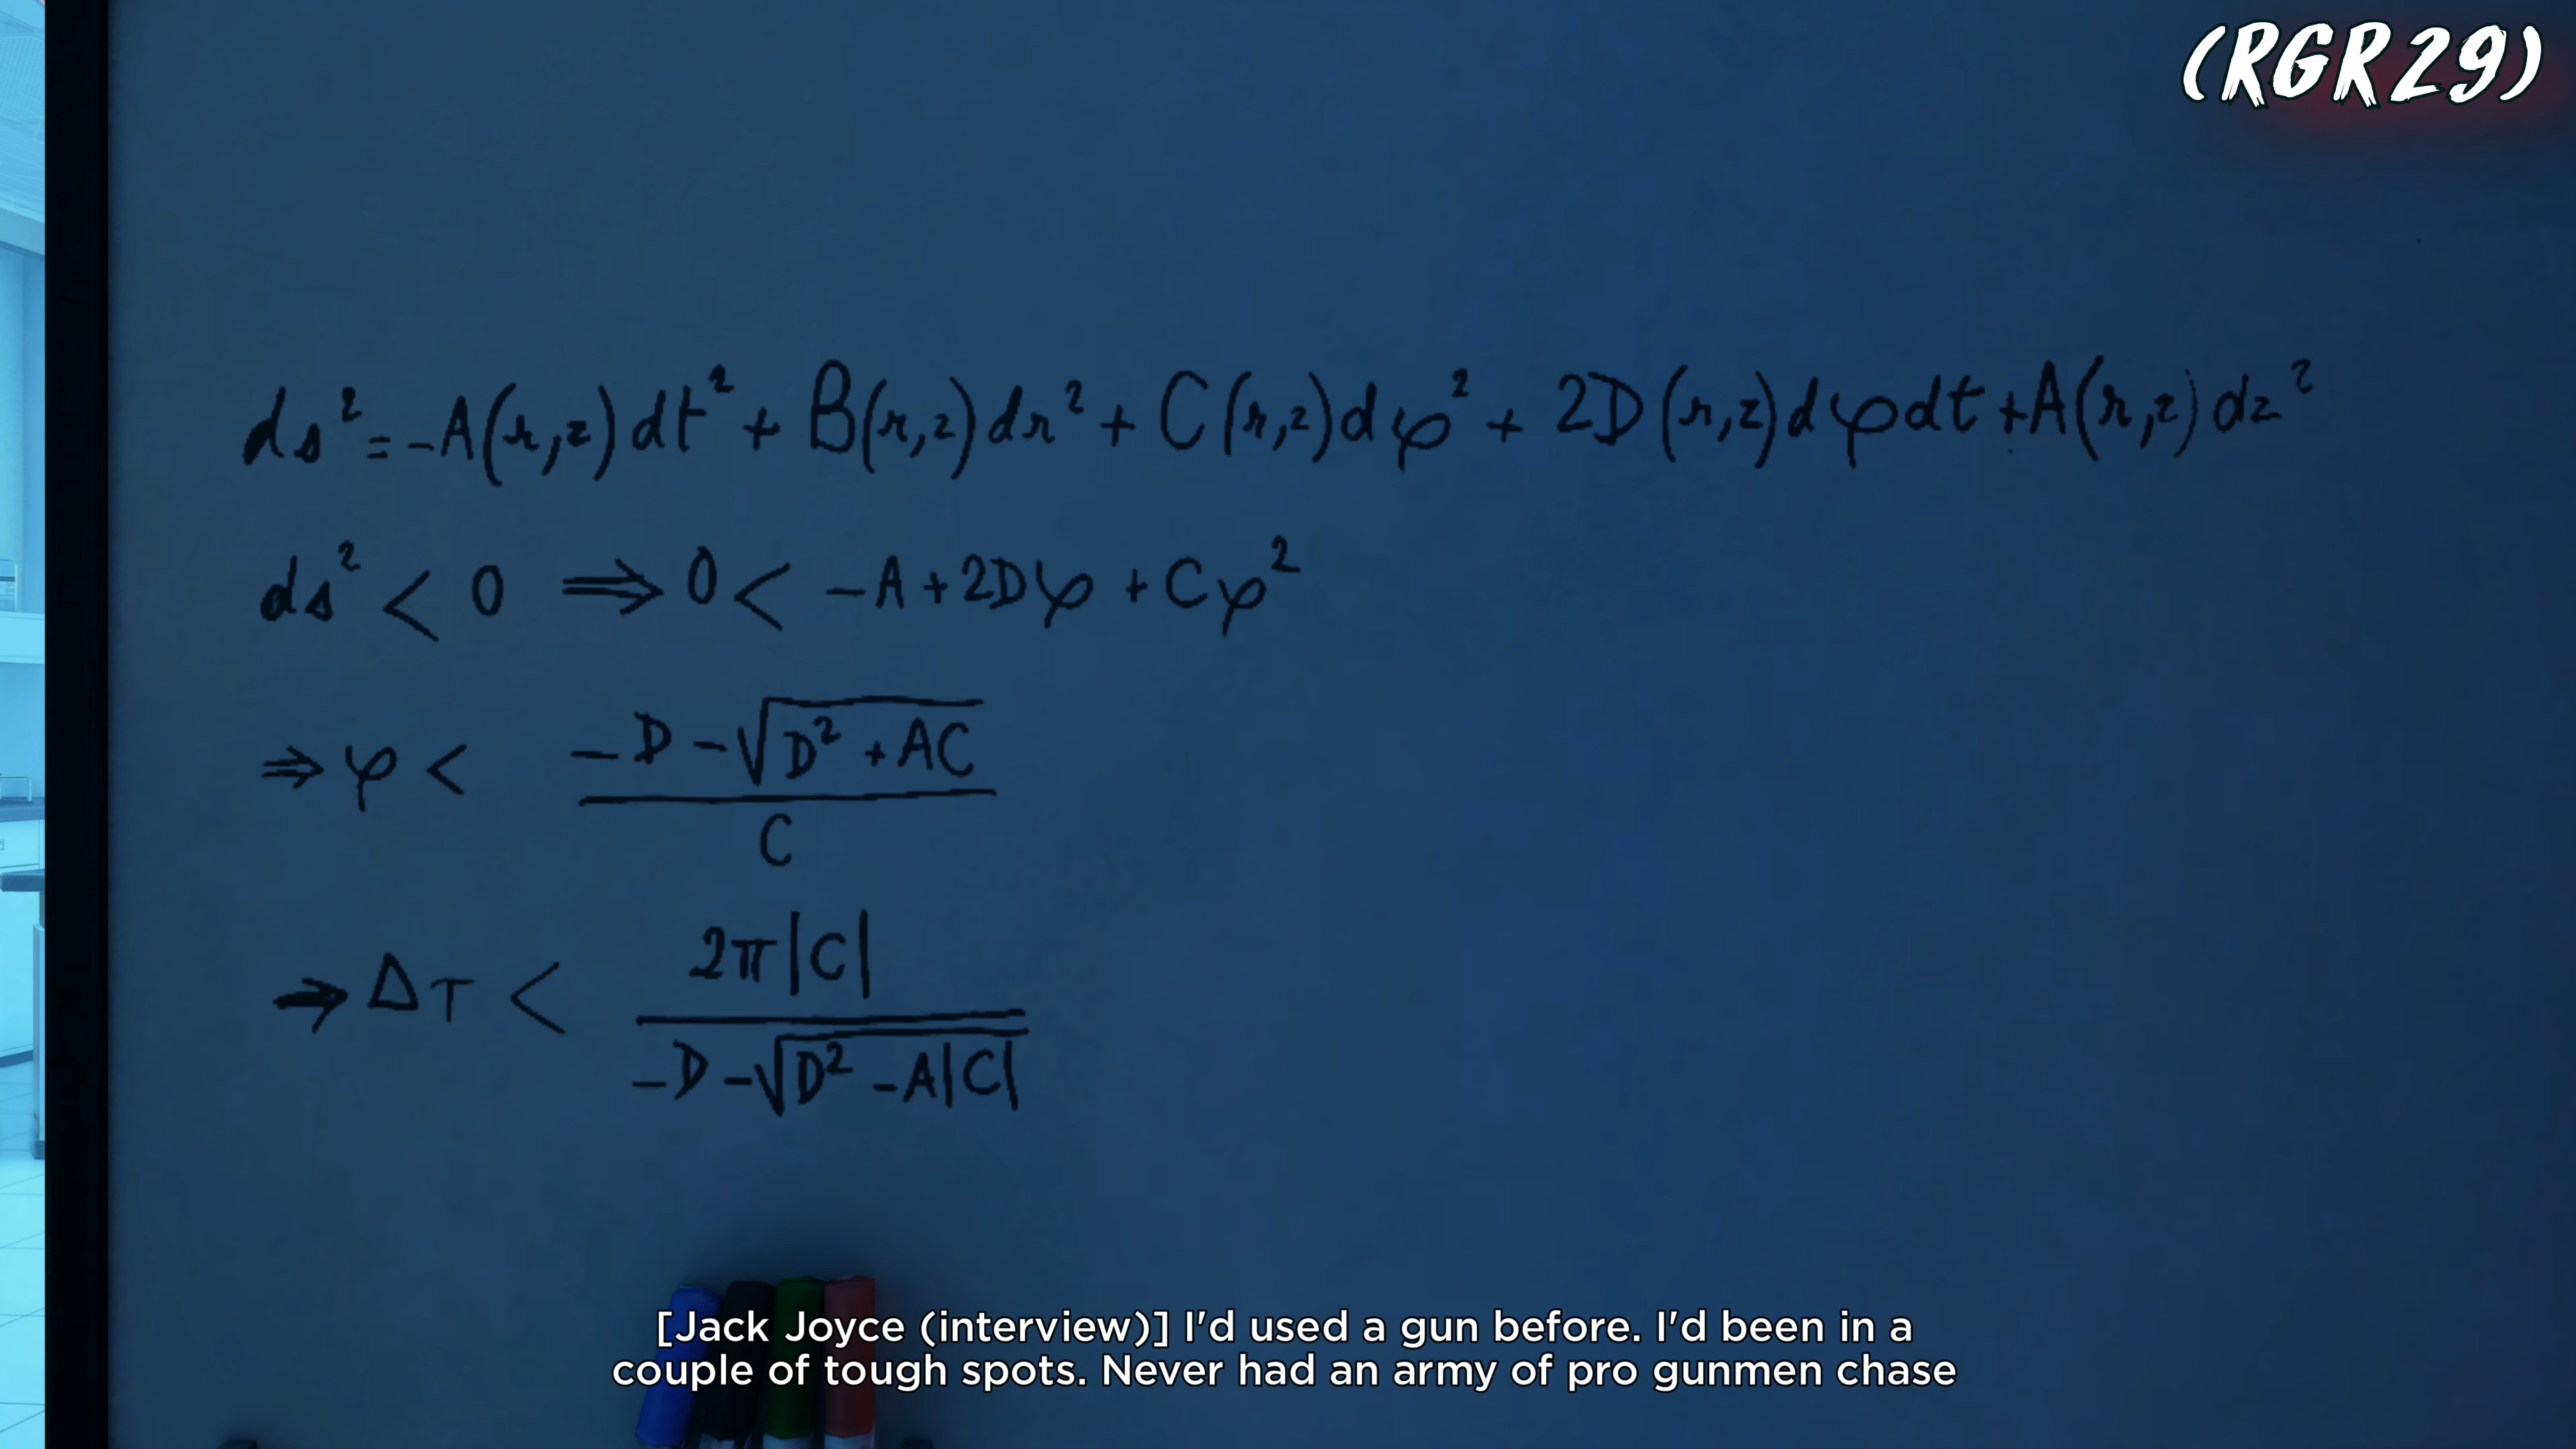 (RGR29)
ds² = -A(r,z)dt² + B(r,z)dr² + C(r,z)dφ² + 2D(r,z)dφdt + A(r,z)dz²
ds² < 0 ⇒ 0 < -A + 2Dφ + Cφ²
⇒ φ < (-D - √(D² + AC)) / C
⇒ ΔT < 2π|C| / (-D - √(D² - A|C|))
[Jack Joyce (interview)] I'd used a gun before. I'd been in a
couple of tough spots. Never had an army of pro gunmen chase